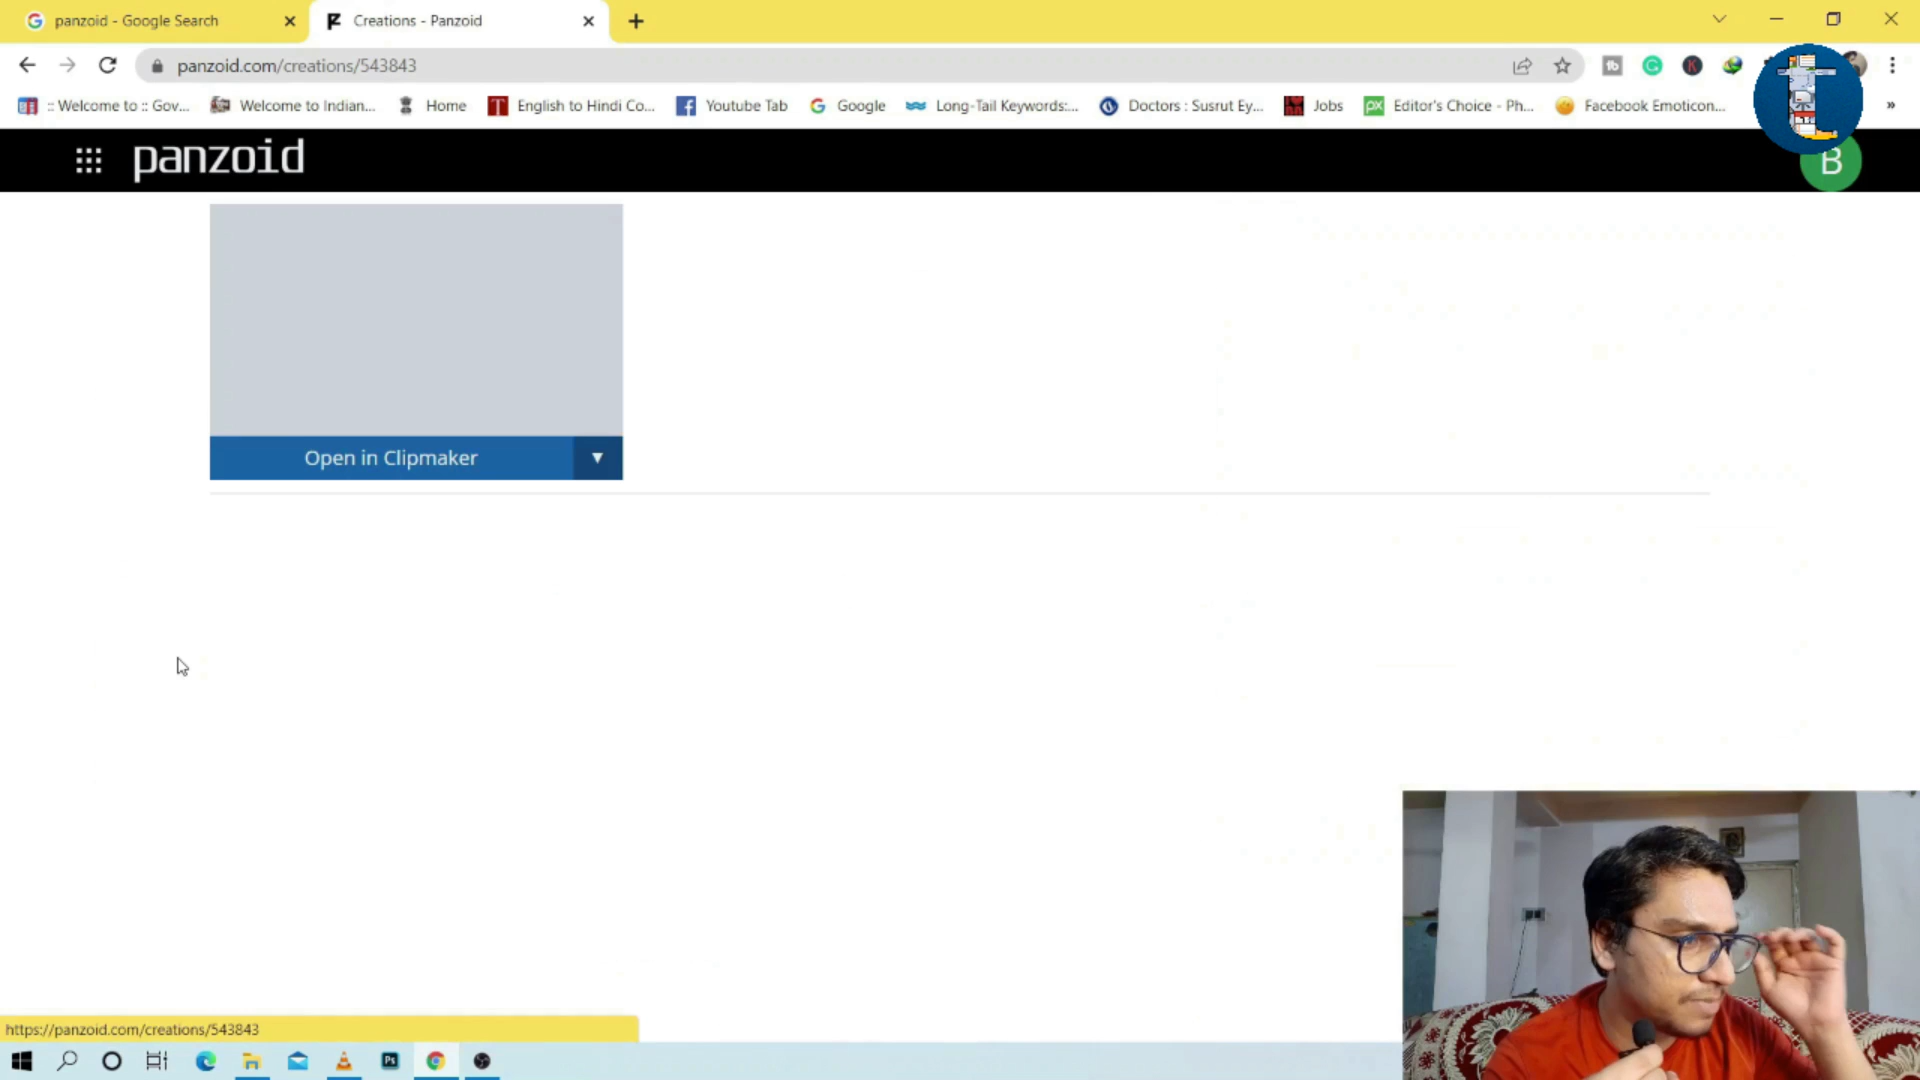 panzoid - Google Search
Creations - Panzoid
panzoid.com/creations/543843
:: Welcome to :: Gov...
Welcome to Indian...
Home
English to Hindi Co...
Youtube Tab
Google
Long-Tail Keywords:...
Doctors : Susrut Ey...
Jobs
Editor's Choice - Ph...
Facebook Emoticon...
»
panzoid
B
Open in Clipmaker
https://panzoid.com/creations/543843
Ps